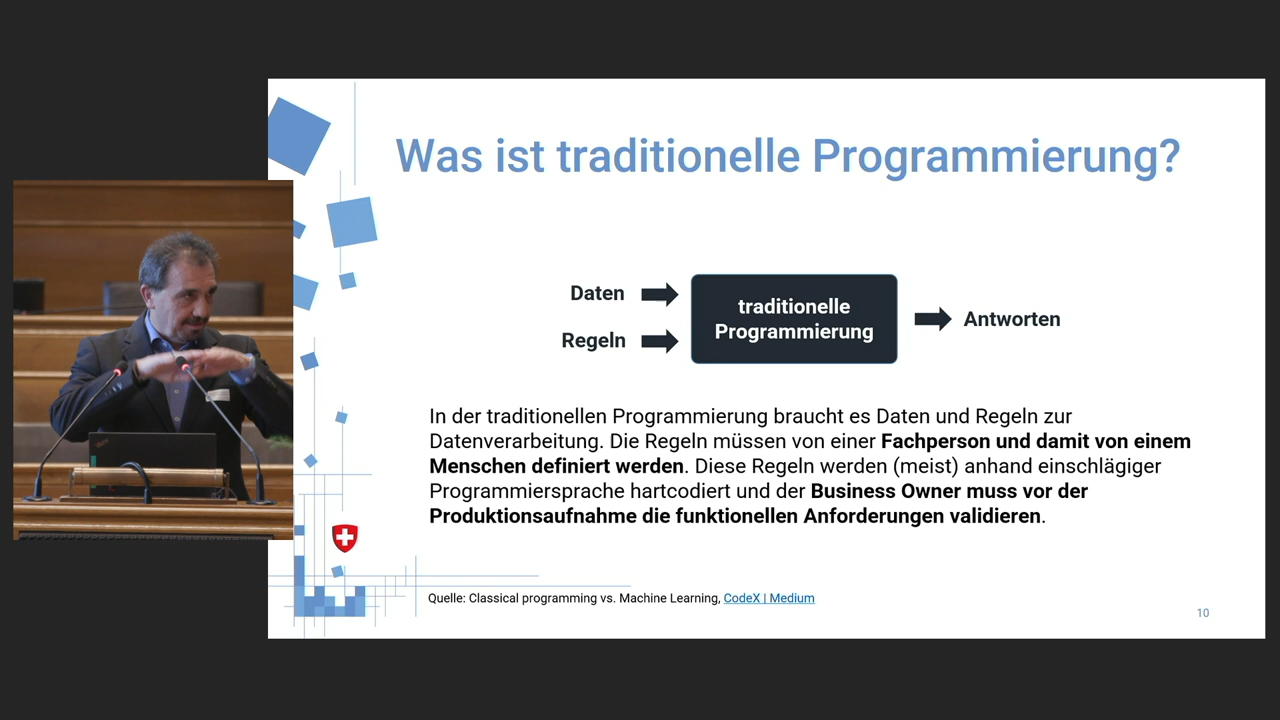 Was ist traditionelle Programmierung?
Daten
Regeln
traditionelle
Programmierung
Antworten
In der traditionellen Programmierung braucht es Daten und Regeln zur
Datenverarbeitung. Die Regeln müssen von einer Fachperson und damit von einem
Menschen definiert werden. Diese Regeln werden (meist) anhand einschlägiger
Programmiersprache hartcodiert und der Business Owner muss vor der
Produktionsaufnahme die funktionellen Anforderungen validieren.
Quelle: Classical programming vs. Machine Learning, CodeX | Medium
10